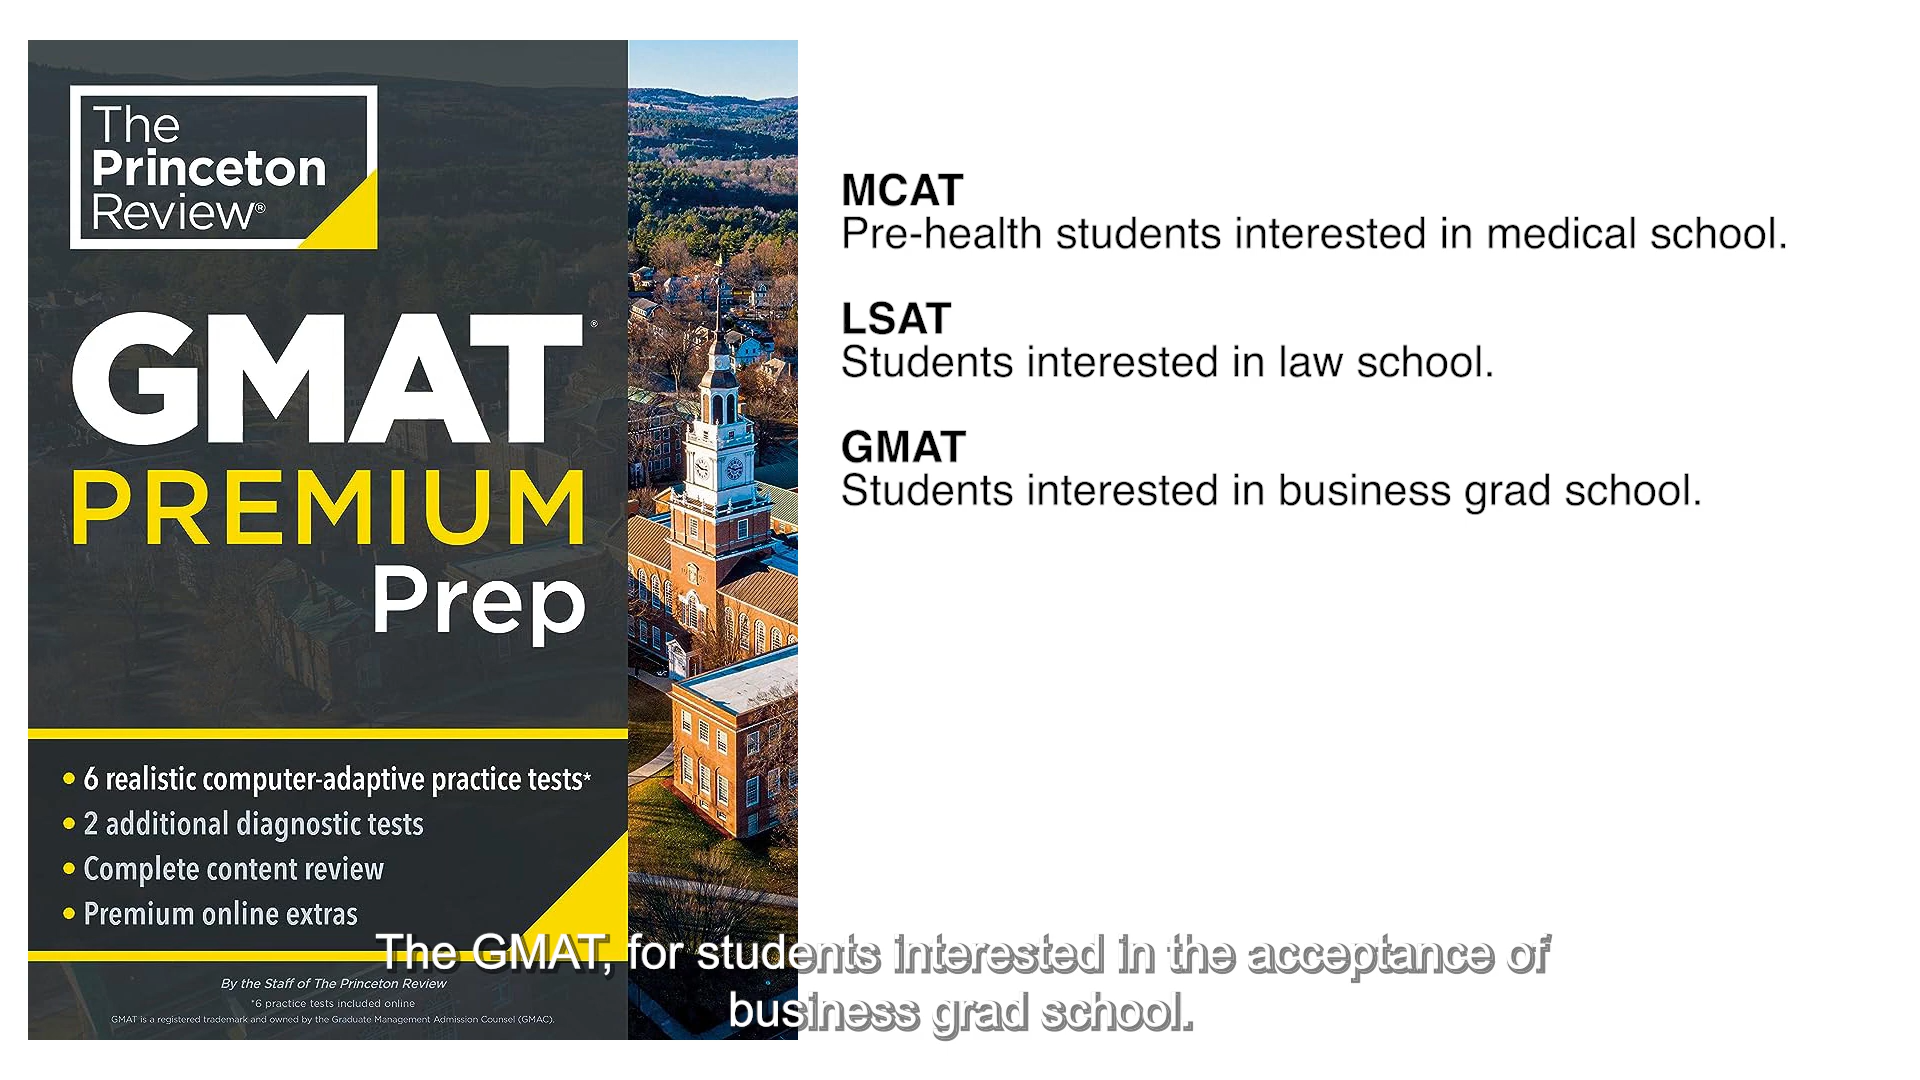 The
Princeton
Review®
GMAT®
PREMIUM
Prep
• 6 realistic computer-adaptive practice tests*
• 2 additional diagnostic tests
• Complete content review
• Premium online extras
By the Staff of The Princeton Review
*6 practice tests included online
GMAT is a registered trademark and owned by the Graduate Management Admission Counsel (GMAC).
MCAT
Pre-health students interested in medical school.
LSAT
Students interested in law school.
GMAT
Students interested in business grad school.
The GMAT, for students interested in the acceptance of
business grad school.